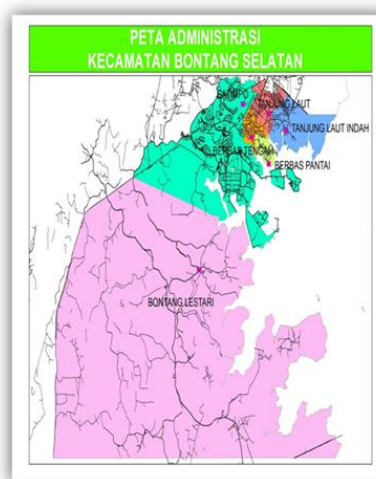 PETA ADMINISTRASI
KECAMATAN BONTANG SELATAN
SATIMPO
TANJUNG LAUT
TANJUNG LAUT INDAH
BERBAS TENGAH
BERBAS PANTAI
BONTANG LESTARI